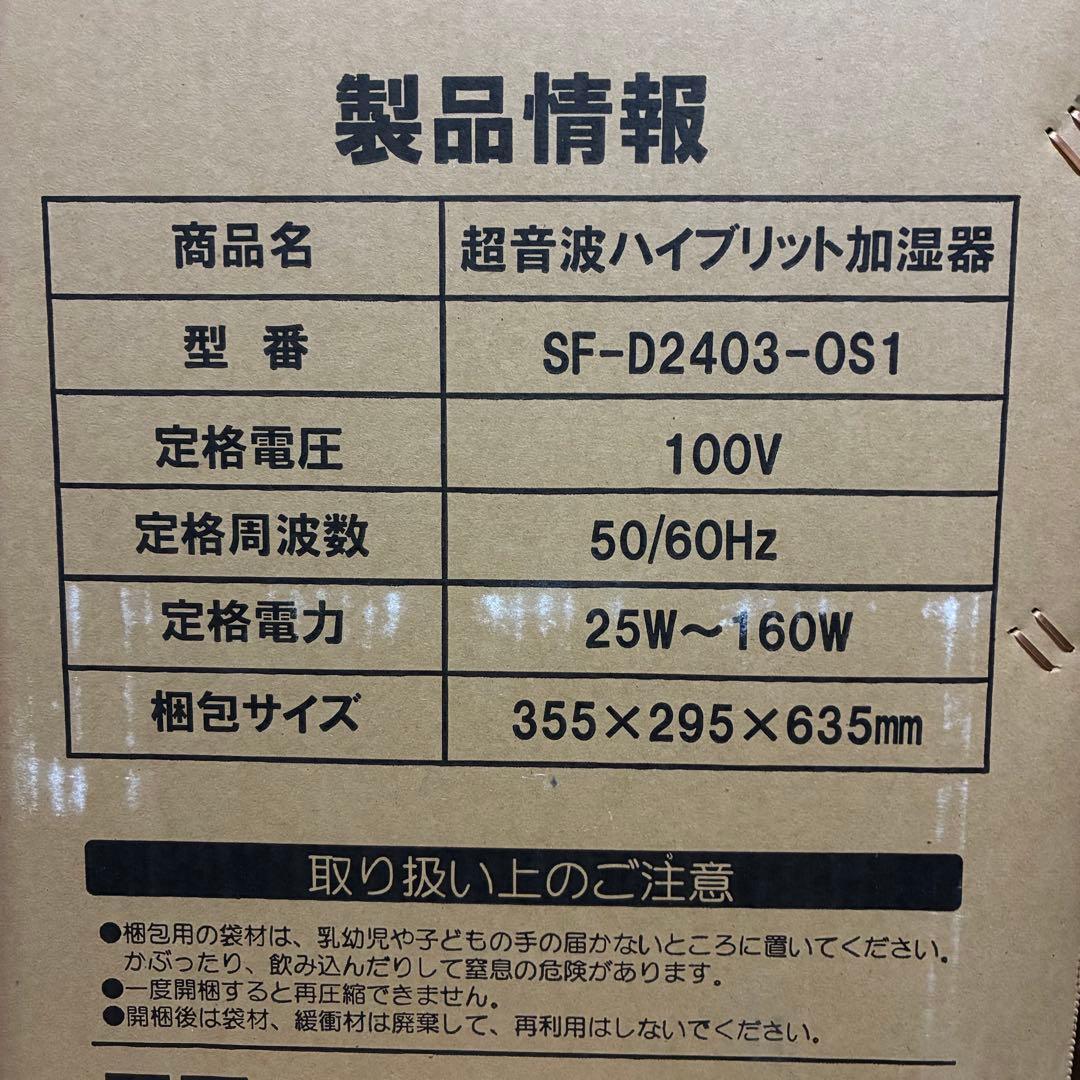 製品情報
商品名 超音波ハイブリット加湿器
型 番 SF-D2403-OS1
定格電圧 100V
定格周波数 50/60Hz
定格電力 25W～160W
梱包サイズ 355×295×635mm
取り扱い上のご注意
●梱包用の袋材は、乳幼児や子どもの手の届かないところに置いてください。
かぶったり、飲み込んだりして窒息の危険があります。
●一度開梱すると再圧縮できません。
●開梱後は袋材、緩衝材は廃棄して、再利用はしないでください。